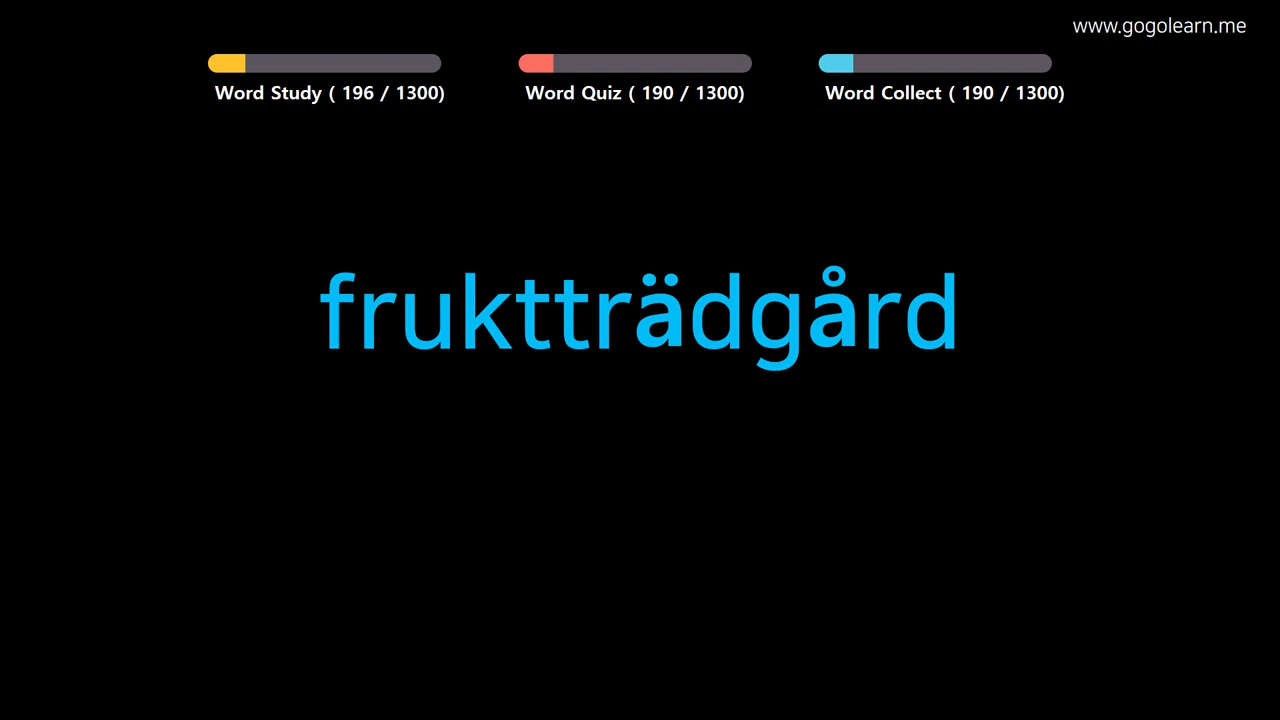 www.gogolearn.me
Word Study ( 196 / 1300)
Word Quiz ( 190 / 1300)
Word Collect ( 190 / 1300)
fruktträdgård